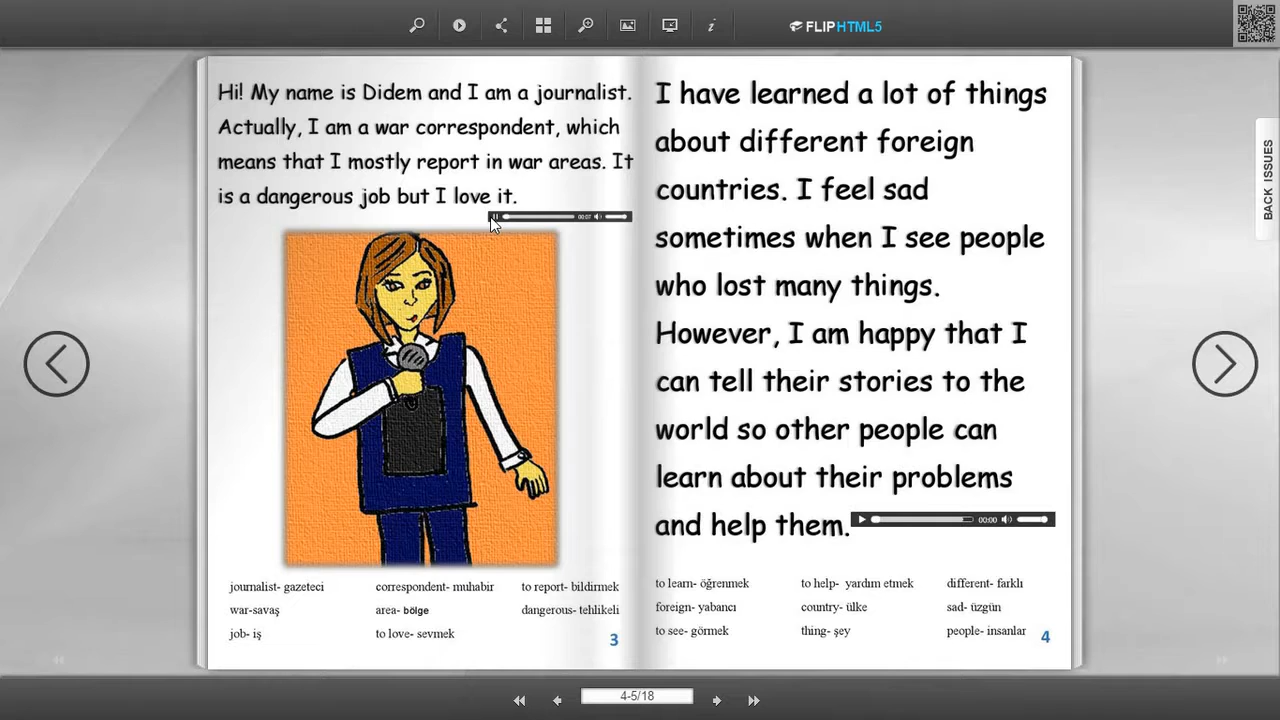 FLIPHTML5
BACK ISSUES
Hi! My name is Didem and I am a journalist.
Actually, I am a war correspondent, which
means that I mostly report in war areas. It
is a dangerous job but I love it.
00:07
journalist- gazeteci correspondent- muhabir to report- bildirmek
war-savaş area- bölge dangerous- tehlikeli
job- iş to love- sevmek
3
I have learned a lot of things
about different foreign
countries. I feel sad
sometimes when I see people
who lost many things.
However, I am happy that I
can tell their stories to the
world so other people can
learn about their problems
and help them.
00:00
to learn- öğrenmek to help- yardım etmek different- farklı
foreign- yabancı country- ülke sad- üzgün
to see- görmek thing- şey people- insanlar
4
4-5/18